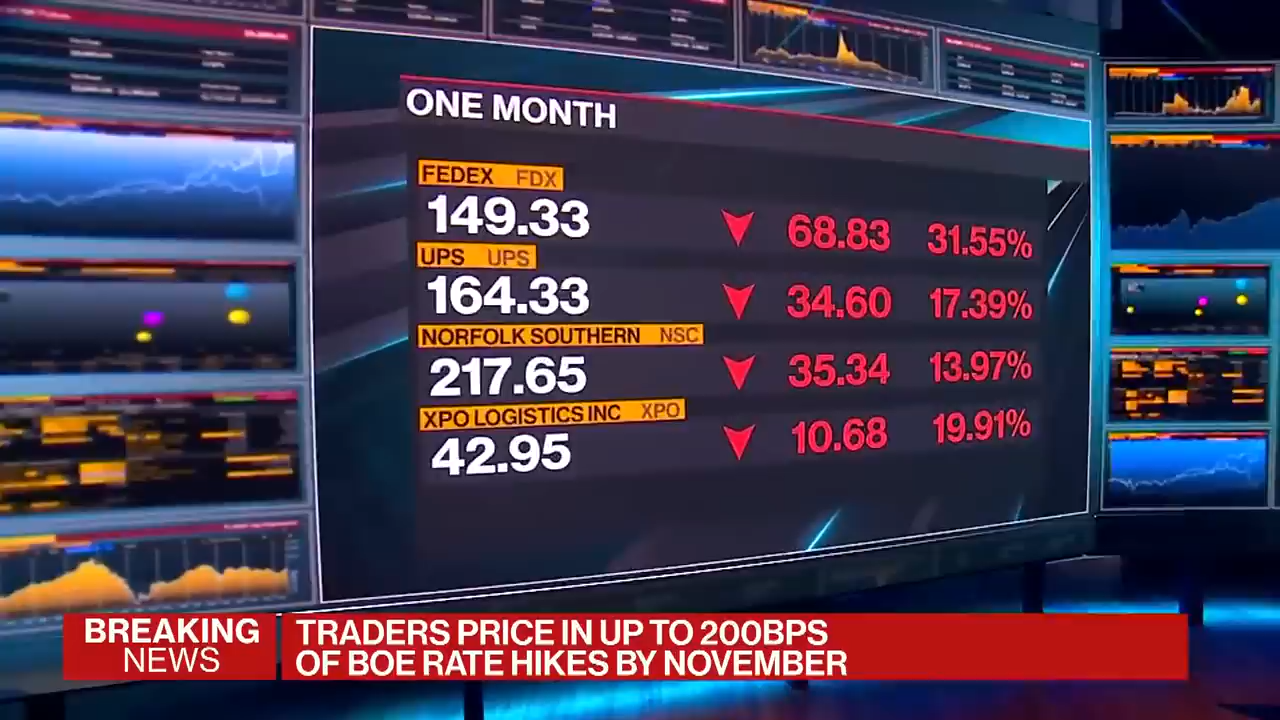 ONE MONTH
FEDEX FDX
149.33 68.83 31.55%
UPS UPS
164.33 34.60 17.39%
NORFOLK SOUTHERN NSC
217.65 35.34 13.97%
XPO LOGISTICS INC XPO
42.95 10.68 19.91%
BREAKING NEWS
TRADERS PRICE IN UP TO 200BPS
OF BOE RATE HIKES BY NOVEMBER